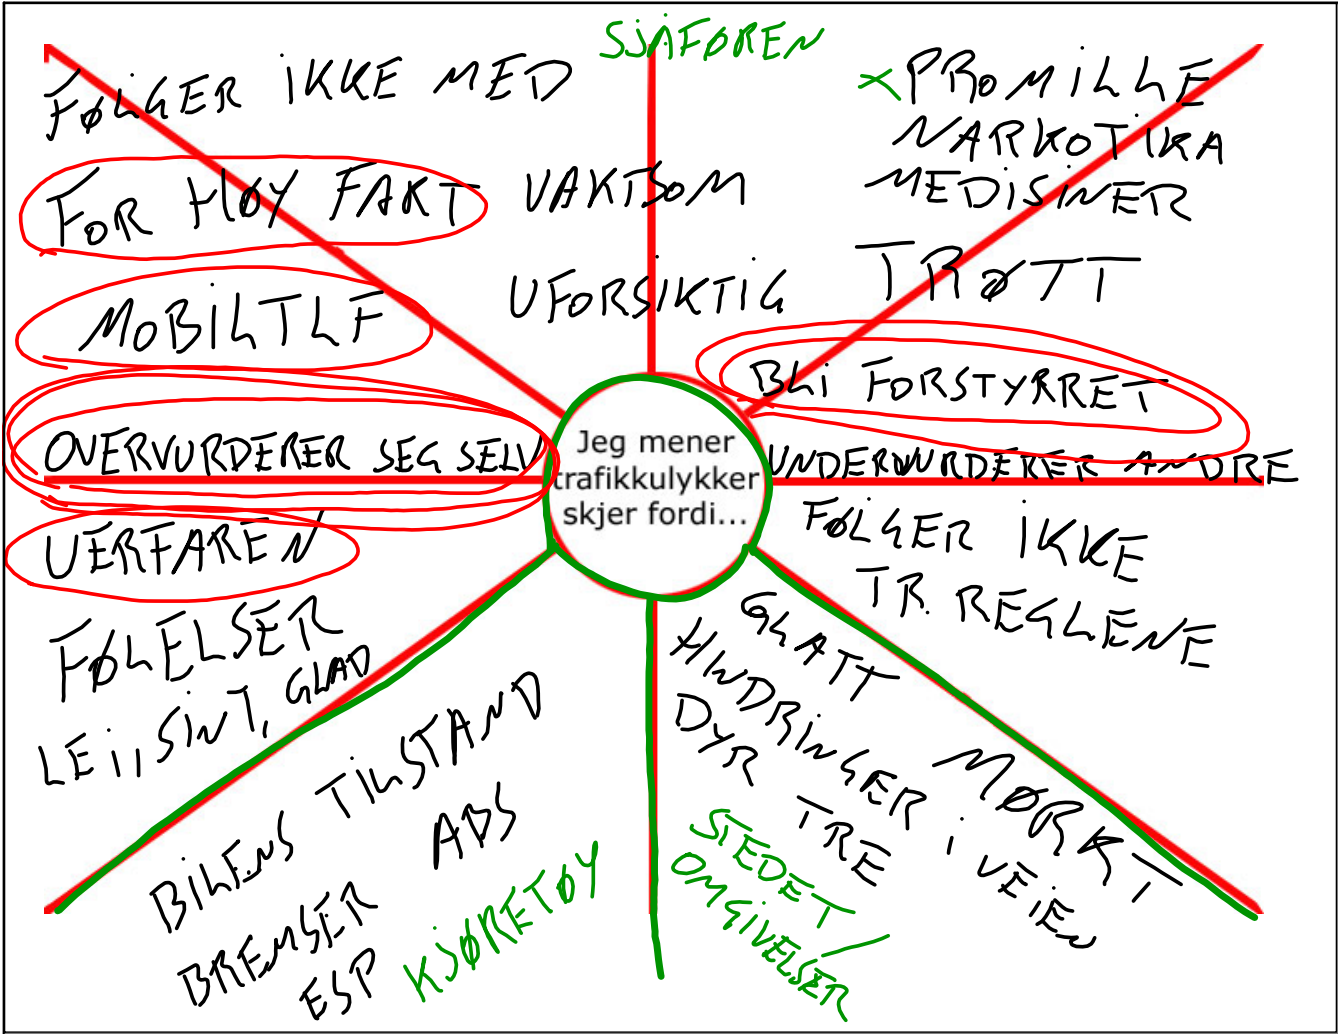 SJÅFØREN
FØLGER IKKE MED
FOR HØY FAKT
MOBILTLF
OVERVURDERER SEG SELV
UERFAREN
FØLELSER
LEI, SINT, GLAD
VAKTSOM
UFORSIKTIG
X PROMILLE
NARKOTIKA
MEDISINER
TRØTT
BLI FORSTYRRET
UNDERVURDERER ANDRE
FØLGER IKKE
TR. REGLENE
Jeg mener
trafikkulykker
skjer fordi...
BILENS TILSTAND
BREMSER ABS
ESP
KJØRETØY
GLATT
HINDRINGER I VEIEN
DYR TRE
MØRKT
STEDET/
OMGIVELSER